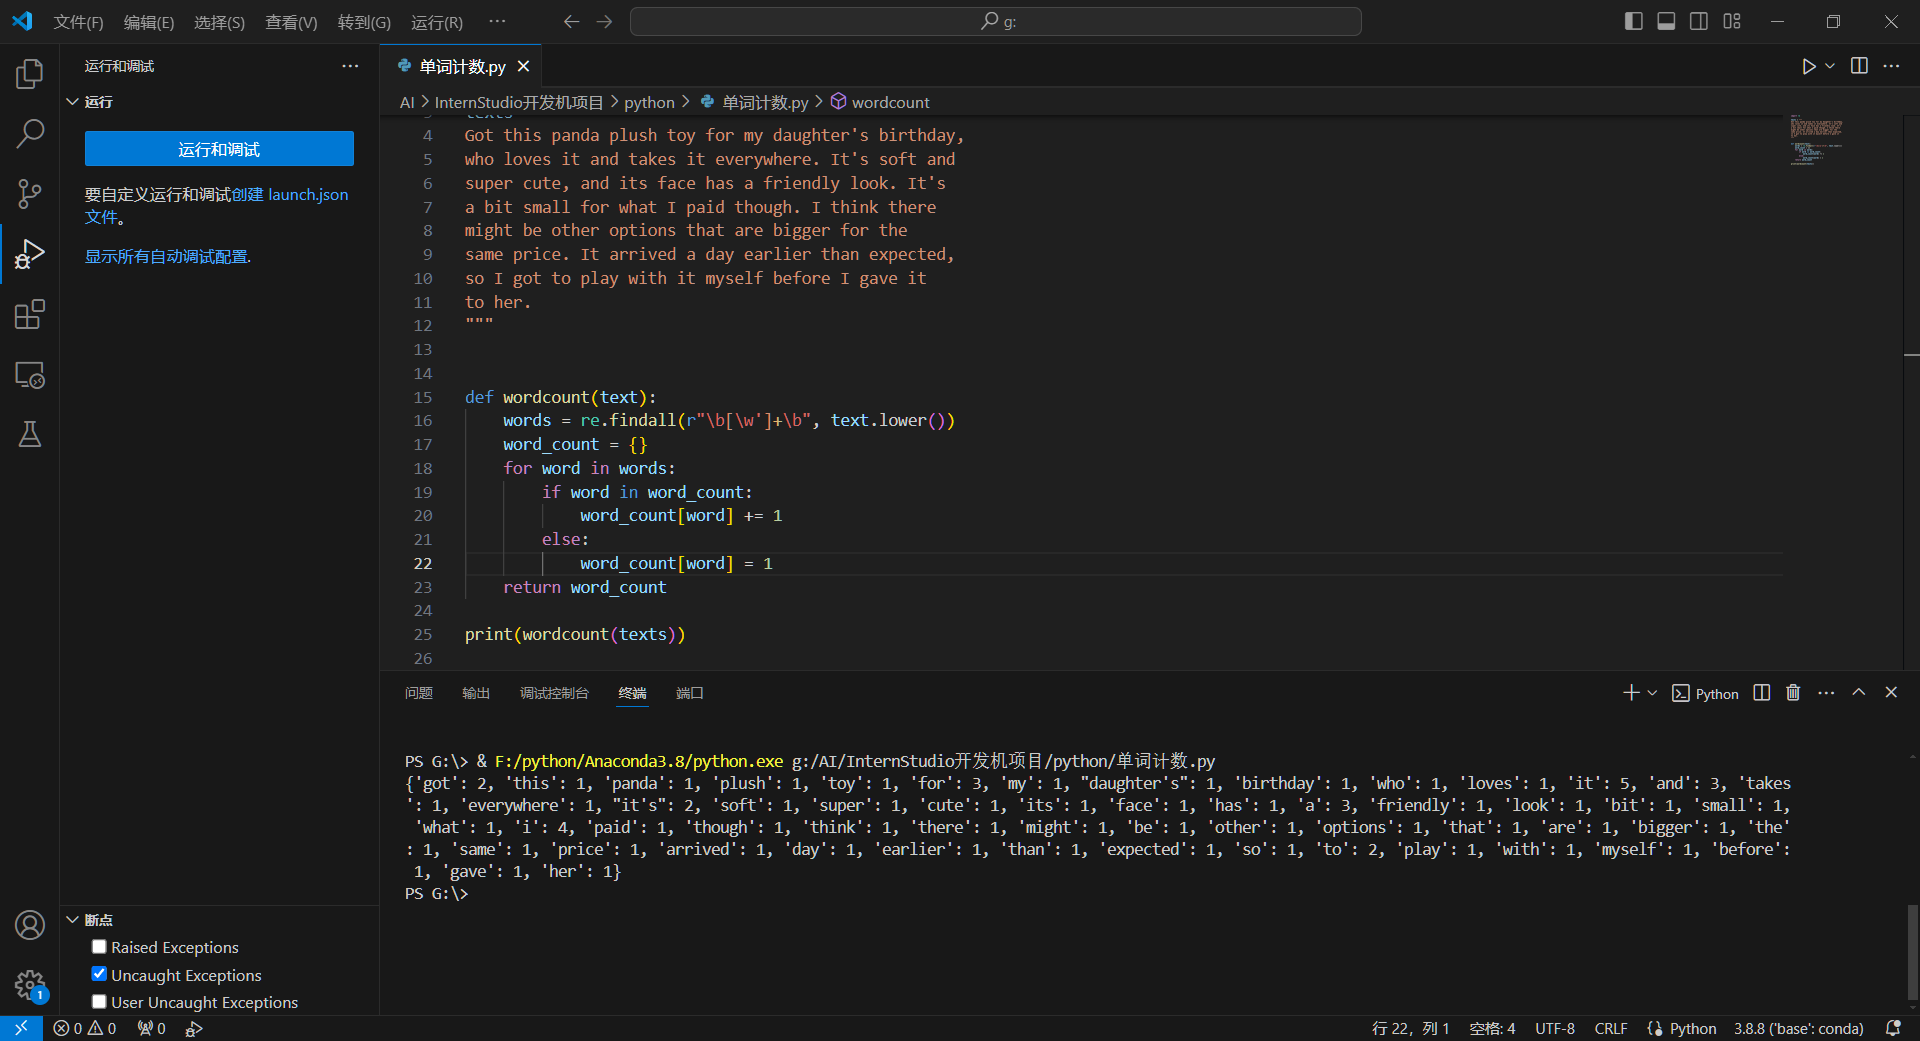 文件(F) 编辑(E) 选择(S) 查看(V) 转到(G) 运行(R) ··· g:
运行和调试 ···
运行
运行和调试
要自定义运行和调试创建 launch.json
文件。
显示所有自动调试配置.
断点
Raised Exceptions
Uncaught Exceptions
User Uncaught Exceptions
1
单词计数.py
AI > InternStudio开发机项目 > python > 单词计数.py > wordcount
3 texts
4 Got this panda plush toy for my daughter's birthday,
5 who loves it and takes it everywhere. It's soft and
6 super cute, and its face has a friendly look. It's
7 a bit small for what I paid though. I think there
8 might be other options that are bigger for the
9 same price. It arrived a day earlier than expected,
10 so I got to play with it myself before I gave it
11 to her.
12 """
13
14
15 def wordcount(text):
16 words = re.findall(r"\b[\w']+\b", text.lower())
17 word_count = {}
18 for word in words:
19 if word in word_count:
20 word_count[word] += 1
21 else:
22 word_count[word] = 1
23 return word_count
24
25 print(wordcount(texts))
26
问题 输出 调试控制台 终端 端口 Python
PS G:\> & F:/python/Anaconda3.8/python.exe g:/AI/InternStudio开发机项目/python/单词计数.py
{'got': 2, 'this': 1, 'panda': 1, 'plush': 1, 'toy': 1, 'for': 3, 'my': 1, "daughter's": 1, 'birthday': 1, 'who': 1, 'loves': 1, 'it': 5, 'and': 3, 'takes
': 1, 'everywhere': 1, "it's": 2, 'soft': 1, 'super': 1, 'cute': 1, 'its': 1, 'face': 1, 'has': 1, 'a': 3, 'friendly': 1, 'look': 1, 'bit': 1, 'small': 1,
'what': 1, 'i': 4, 'paid': 1, 'though': 1, 'think': 1, 'there': 1, 'might': 1, 'be': 1, 'other': 1, 'options': 1, 'that': 1, 'are': 1, 'bigger': 1, 'the'
: 1, 'same': 1, 'price': 1, 'arrived': 1, 'day': 1, 'earlier': 1, 'than': 1, 'expected': 1, 'so': 1, 'to': 2, 'play': 1, 'with': 1, 'myself': 1, 'before':
1, 'gave': 1, 'her': 1}
PS G:\>
0 0 0 行 22，列 1 空格: 4 UTF-8 CRLF Python 3.8.8 ('base': conda)